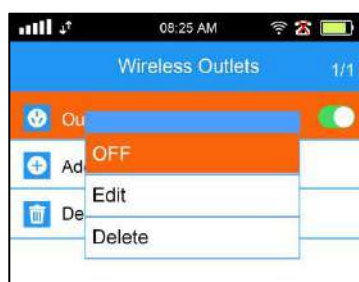 08:25 AM
Wireless Outlets 1/1
Ou
OFF
Ad
Edit
De
Delete